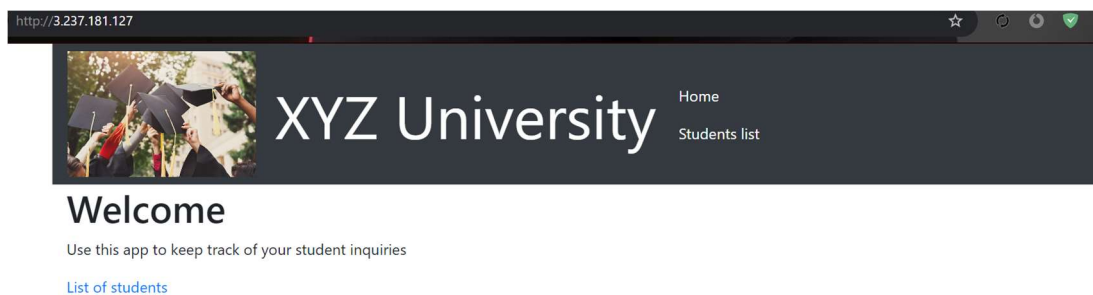 http://3.237.181.127
XYZ University
Home
Students list
Welcome
Use this app to keep track of your student inquiries
List of students